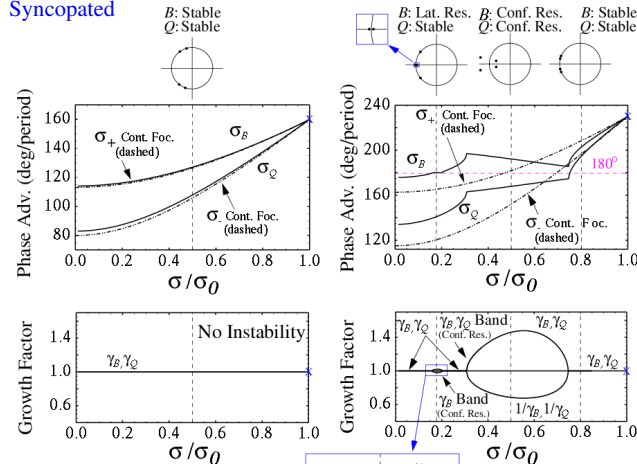 Syncopated
B: Stable
Q: Stable
B: Lat. Res.
Q: Stable
B: Conf. Res.
Q: Conf. Res.
B: Stable
Q: Stable
Phase Adv. (deg/period)
160
140
120
100
80
σ+ Cont. Foc.
(dashed)
σB
σQ
σ- Cont. Foc.
(dashed)
0.0 0.2 0.4 0.6 0.8 1.0
σ/σ0
x
Phase Adv. (deg/period)
240
200
160
120
σ+ Cont. Foc.
(dashed)
σB
180°
σQ
σ- Cont. Foc.
(dashed)
0.0 0.2 0.4 0.6 0.8 1.0
σ/σ0
x
Growth Factor
1.4
1.0
0.6
No Instability
γB,γQ
0.0 0.2 0.4 0.6 0.8 1.0
σ/σ0
x
Growth Factor
1.4
1.0
0.6
γB,γQ
γB,γQ Band
(Conf. Res.)
γB,γQ
γB,γQ
γB Band
(Conf. Res.)
1/γB,1/γQ
0.0 0.2 0.4 0.6 0.8 1.0
σ/σ0
x